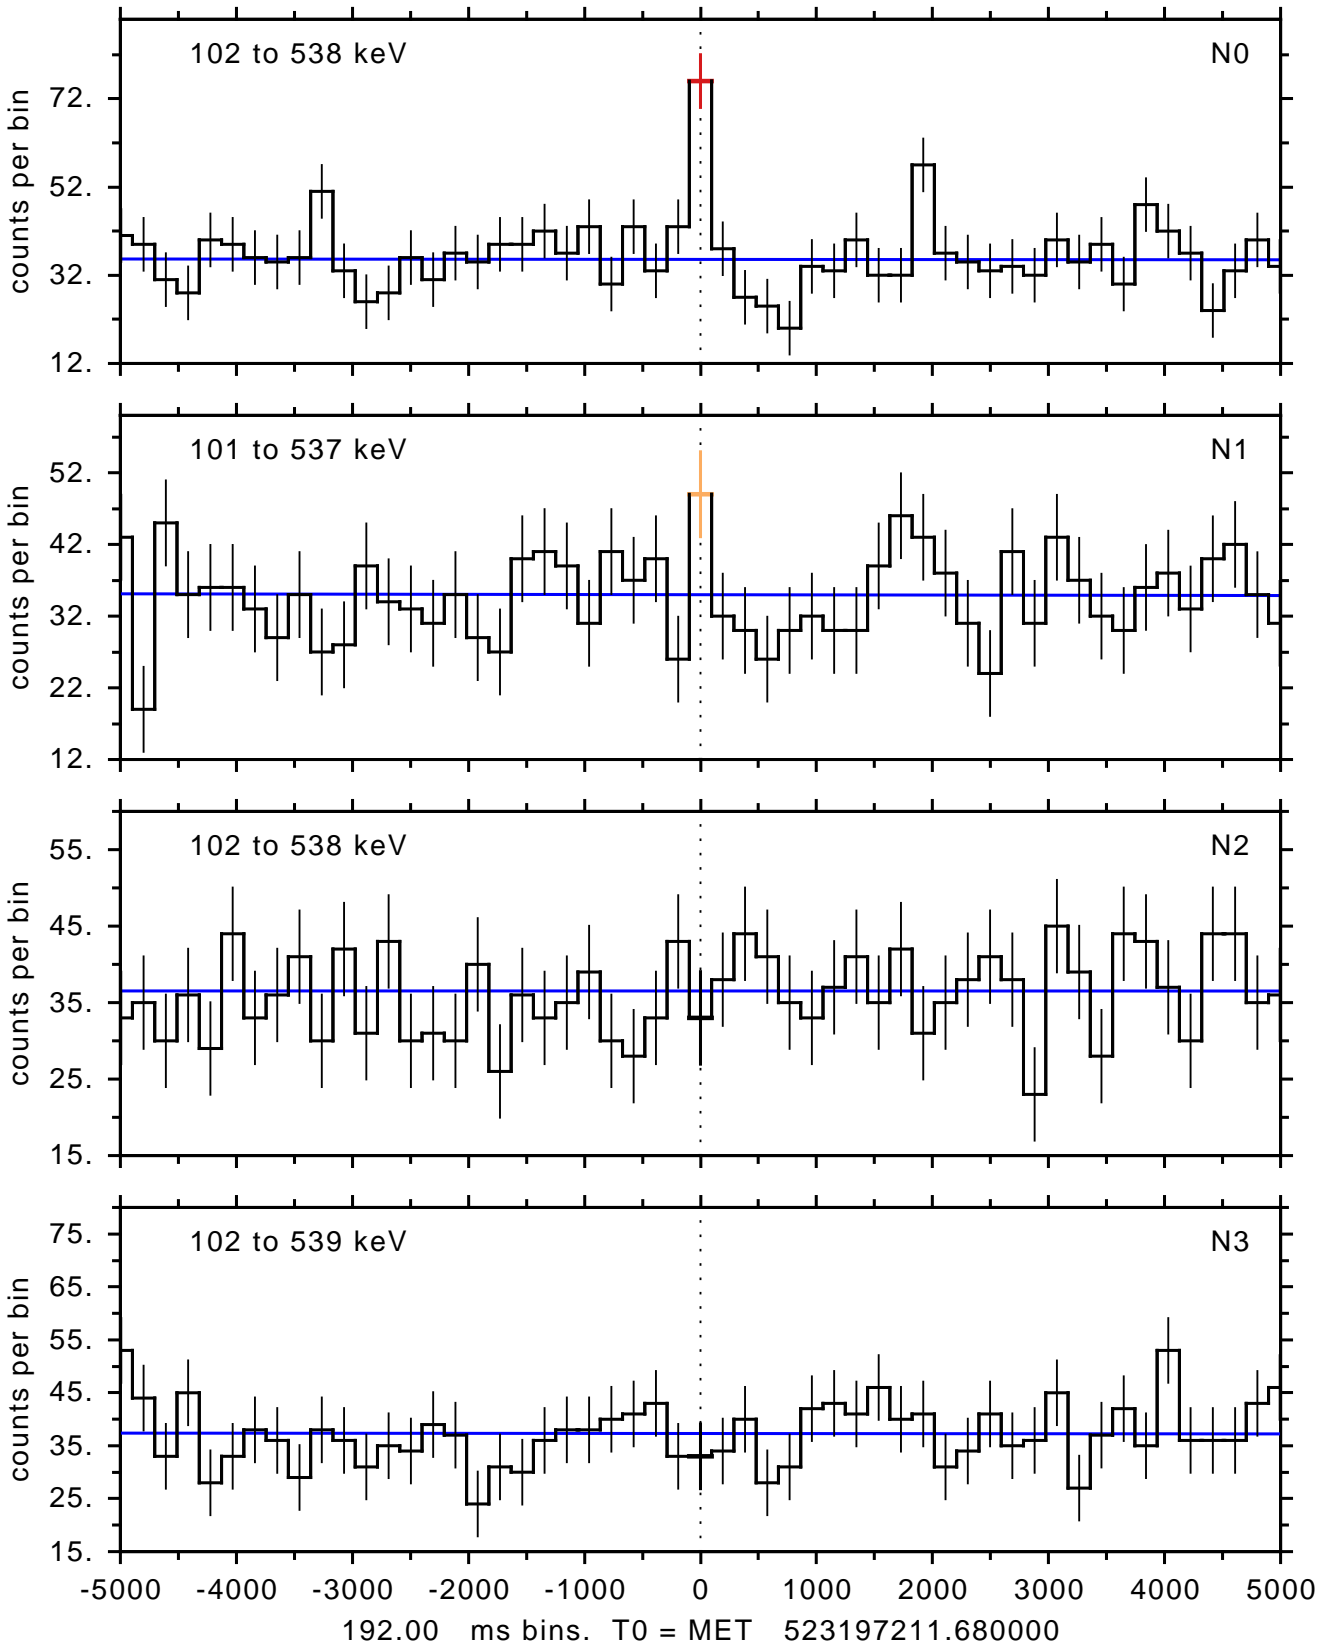 102 to 538 keV N0
counts per bin
72.
52.
32.
12.
101 to 537 keV N1
counts per bin
52.
42.
32.
22.
12.
102 to 538 keV N2
counts per bin
55.
45.
35.
25.
15.
102 to 539 keV N3
counts per bin
75.
65.
55.
45.
35.
25.
15.
-5000 -4000 -3000 -2000 -1000 0 1000 2000 3000 4000 5000
192.00 ms bins. T0 = MET 523197211.680000